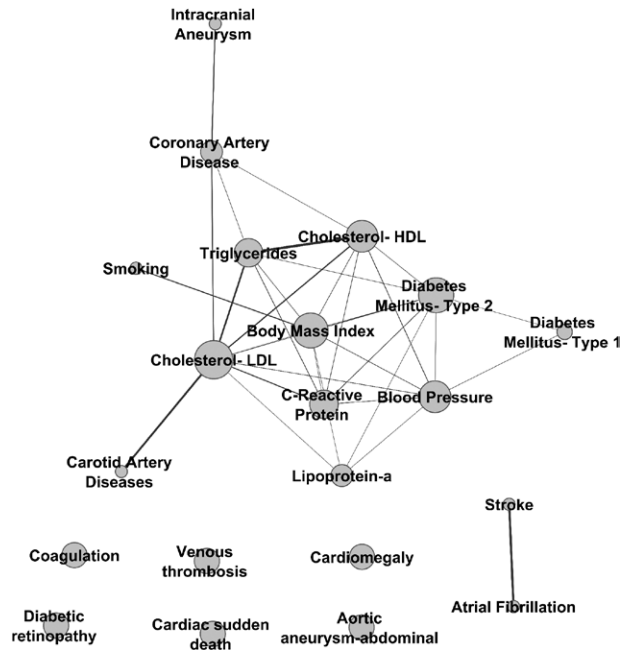 Intracranial
Aneurysm
Coronary Artery
Disease
Cholesterol- HDL
Triglycerides
Smoking
Diabetes
Mellitus- Type 2
Body Mass Index
Diabetes
Mellitus- Type 1
Cholesterol- LDL
C-Reactive
Protein
Blood Pressure
Carotid Artery
Diseases
Lipoprotein-a
Stroke
Coagulation
Venous
thrombosis
Cardiomegaly
Atrial Fibrillation
Diabetic
retinopathy
Cardiac sudden
death
Aortic
aneurysm-abdominal